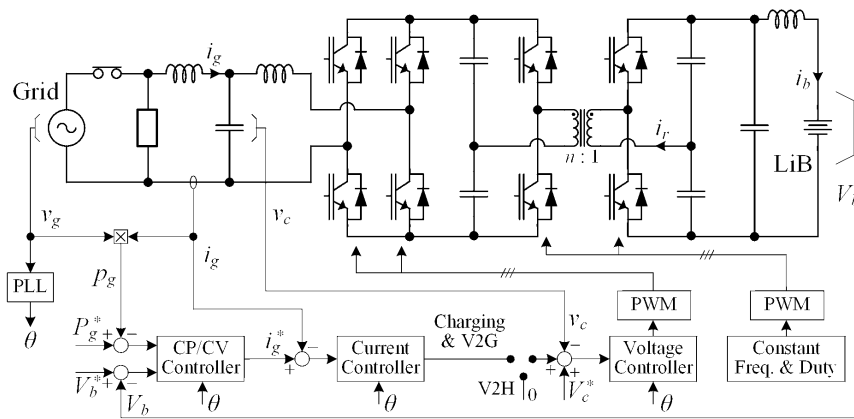 i_g
Grid
i_b
i_r
n : 1
LiB
v_g
v_c
i_g
p_g
PLL
θ
PWM
PWM
P_g^*
+
−
CP/CV
Controller
i_g^*
−
+
Current
Controller
Charging
& V2G
V2H
0
v_c
−
+
+
V_c^*
Voltage
Controller
Constant
Freq. & Duty
V_b^*
+
−
V_b
θ
θ
θ